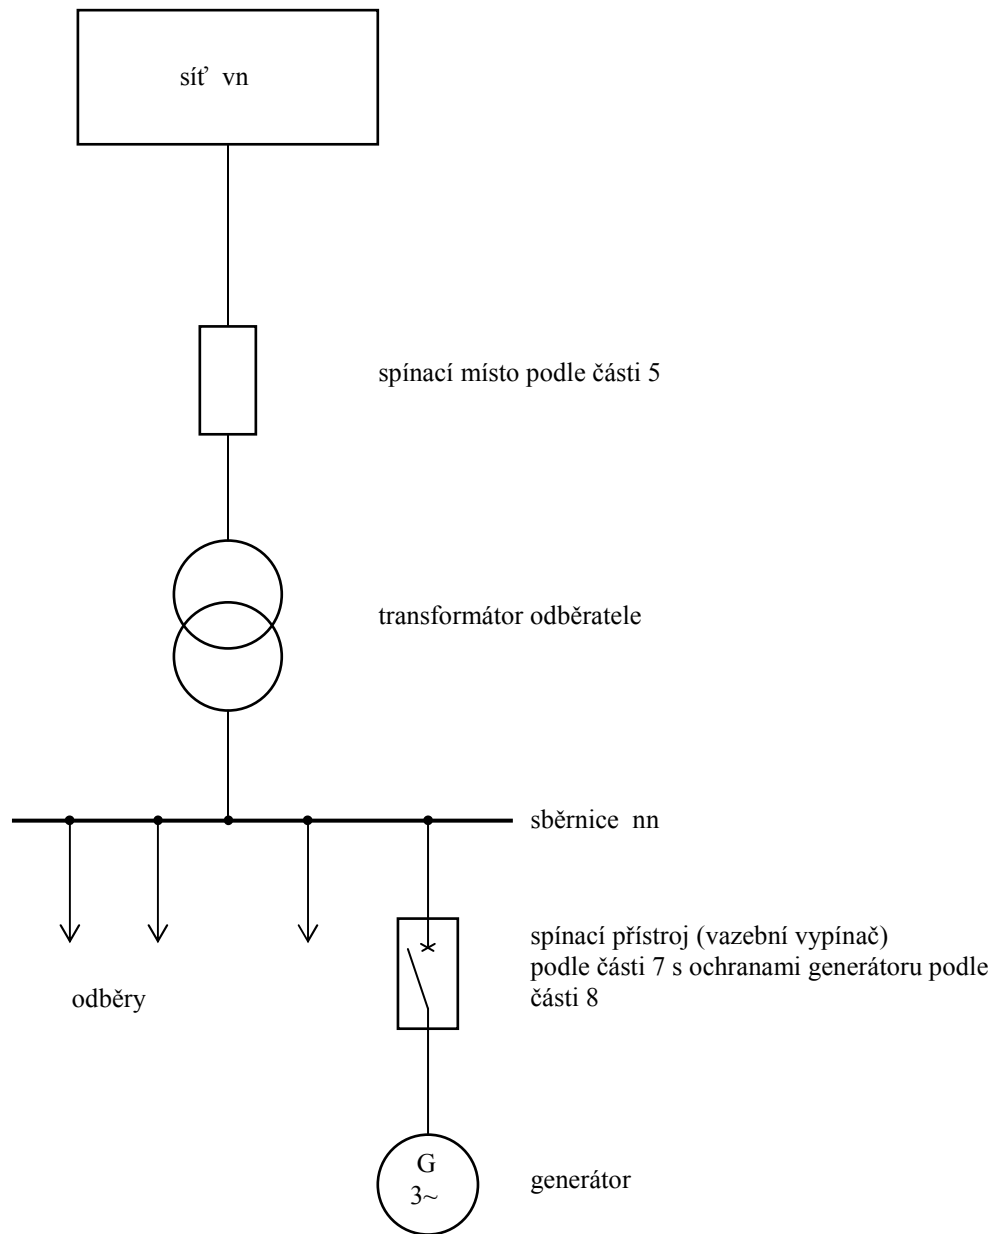 síť vn
spínací místo podle části 5
transformátor odběratele
sběrnice nn
spínací přístroj (vazební vypínač)
podle části 7 s ochranami generátoru podle
části 8
odběry
G
3~
generátor